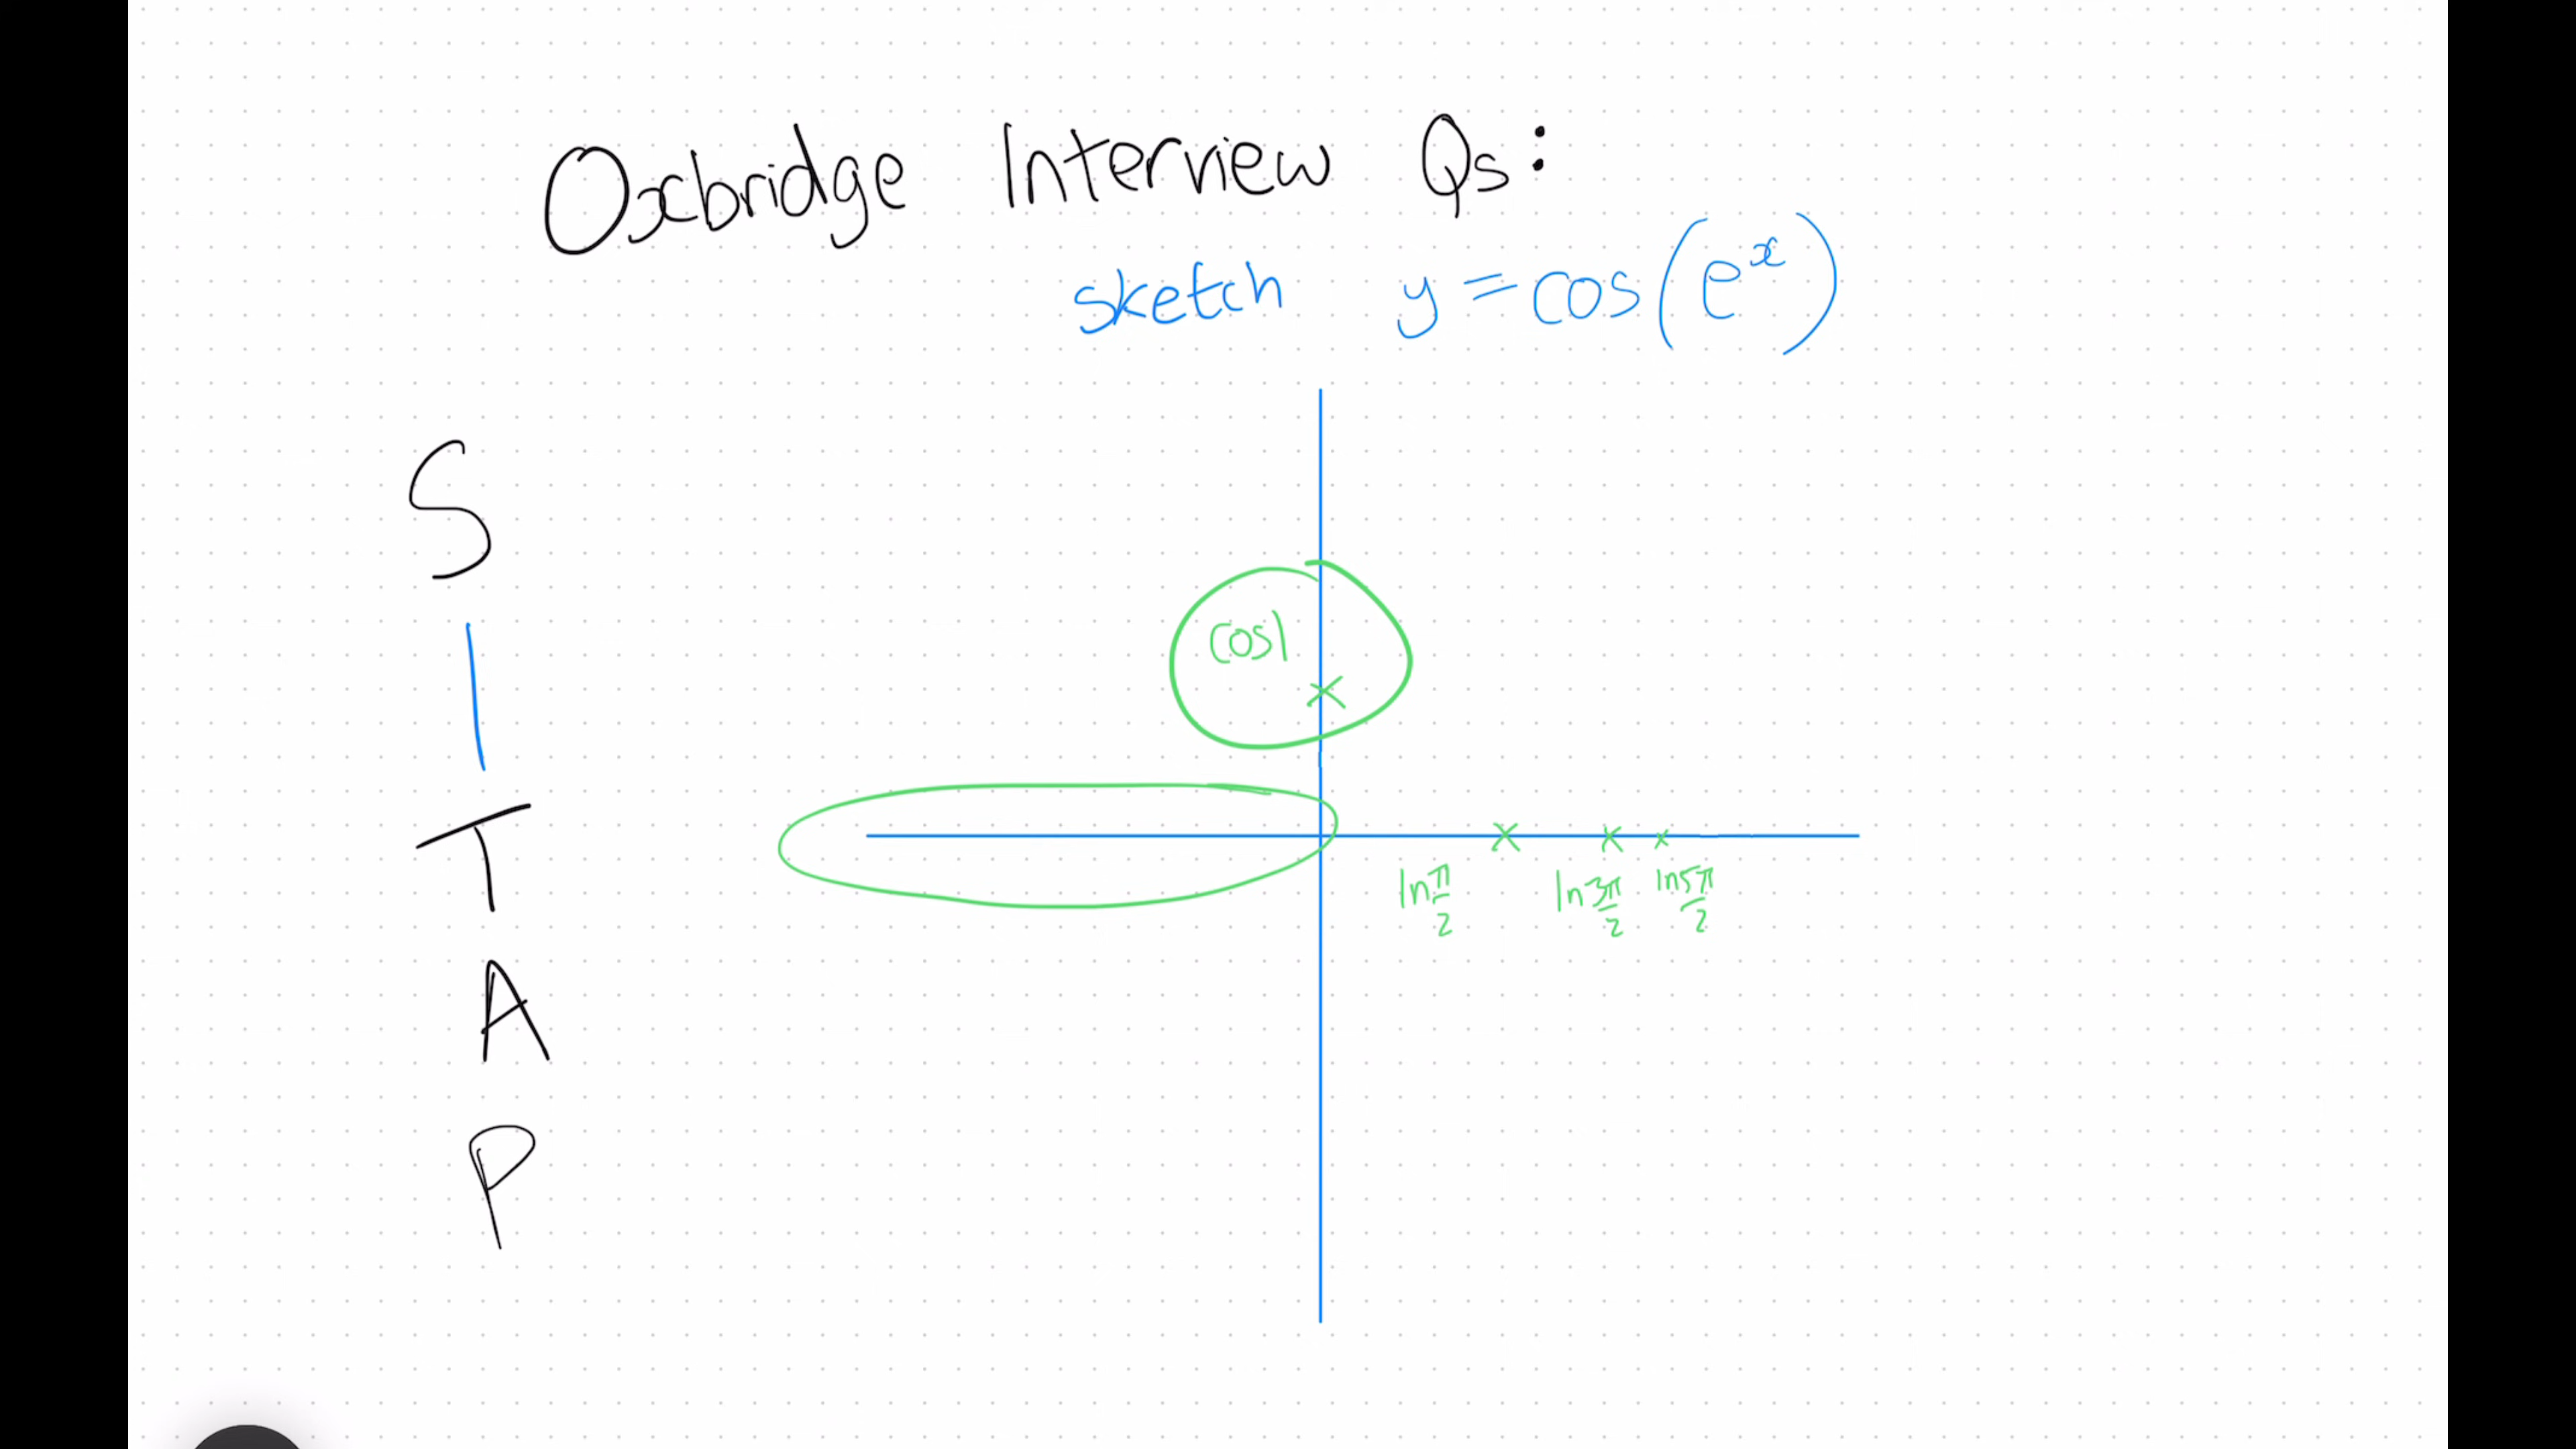 Oxbridge Interview Qs:
sketch y = cos(e^x)
S
I
T
A
P
cos1
ln π/2 ln 3π/2 ln 5π/2